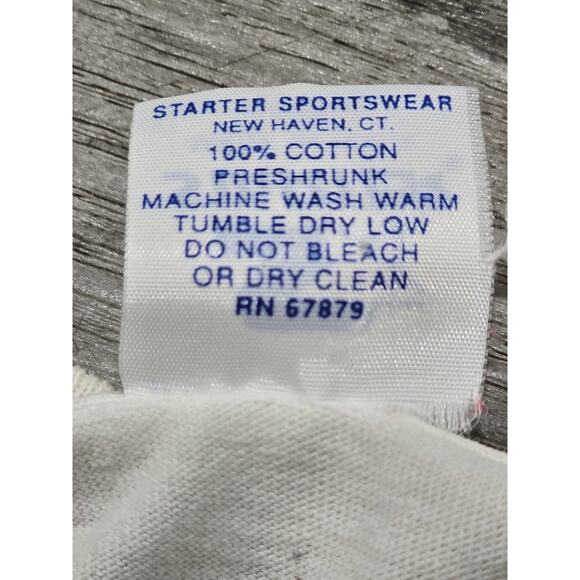 STARTER SPORTSWEAR
NEW HAVEN, CT.
100% COTTON
PRESHRUNK
MACHINE WASH WARM
TUMBLE DRY LOW
DO NOT BLEACH
OR DRY CLEAN
RN 67879